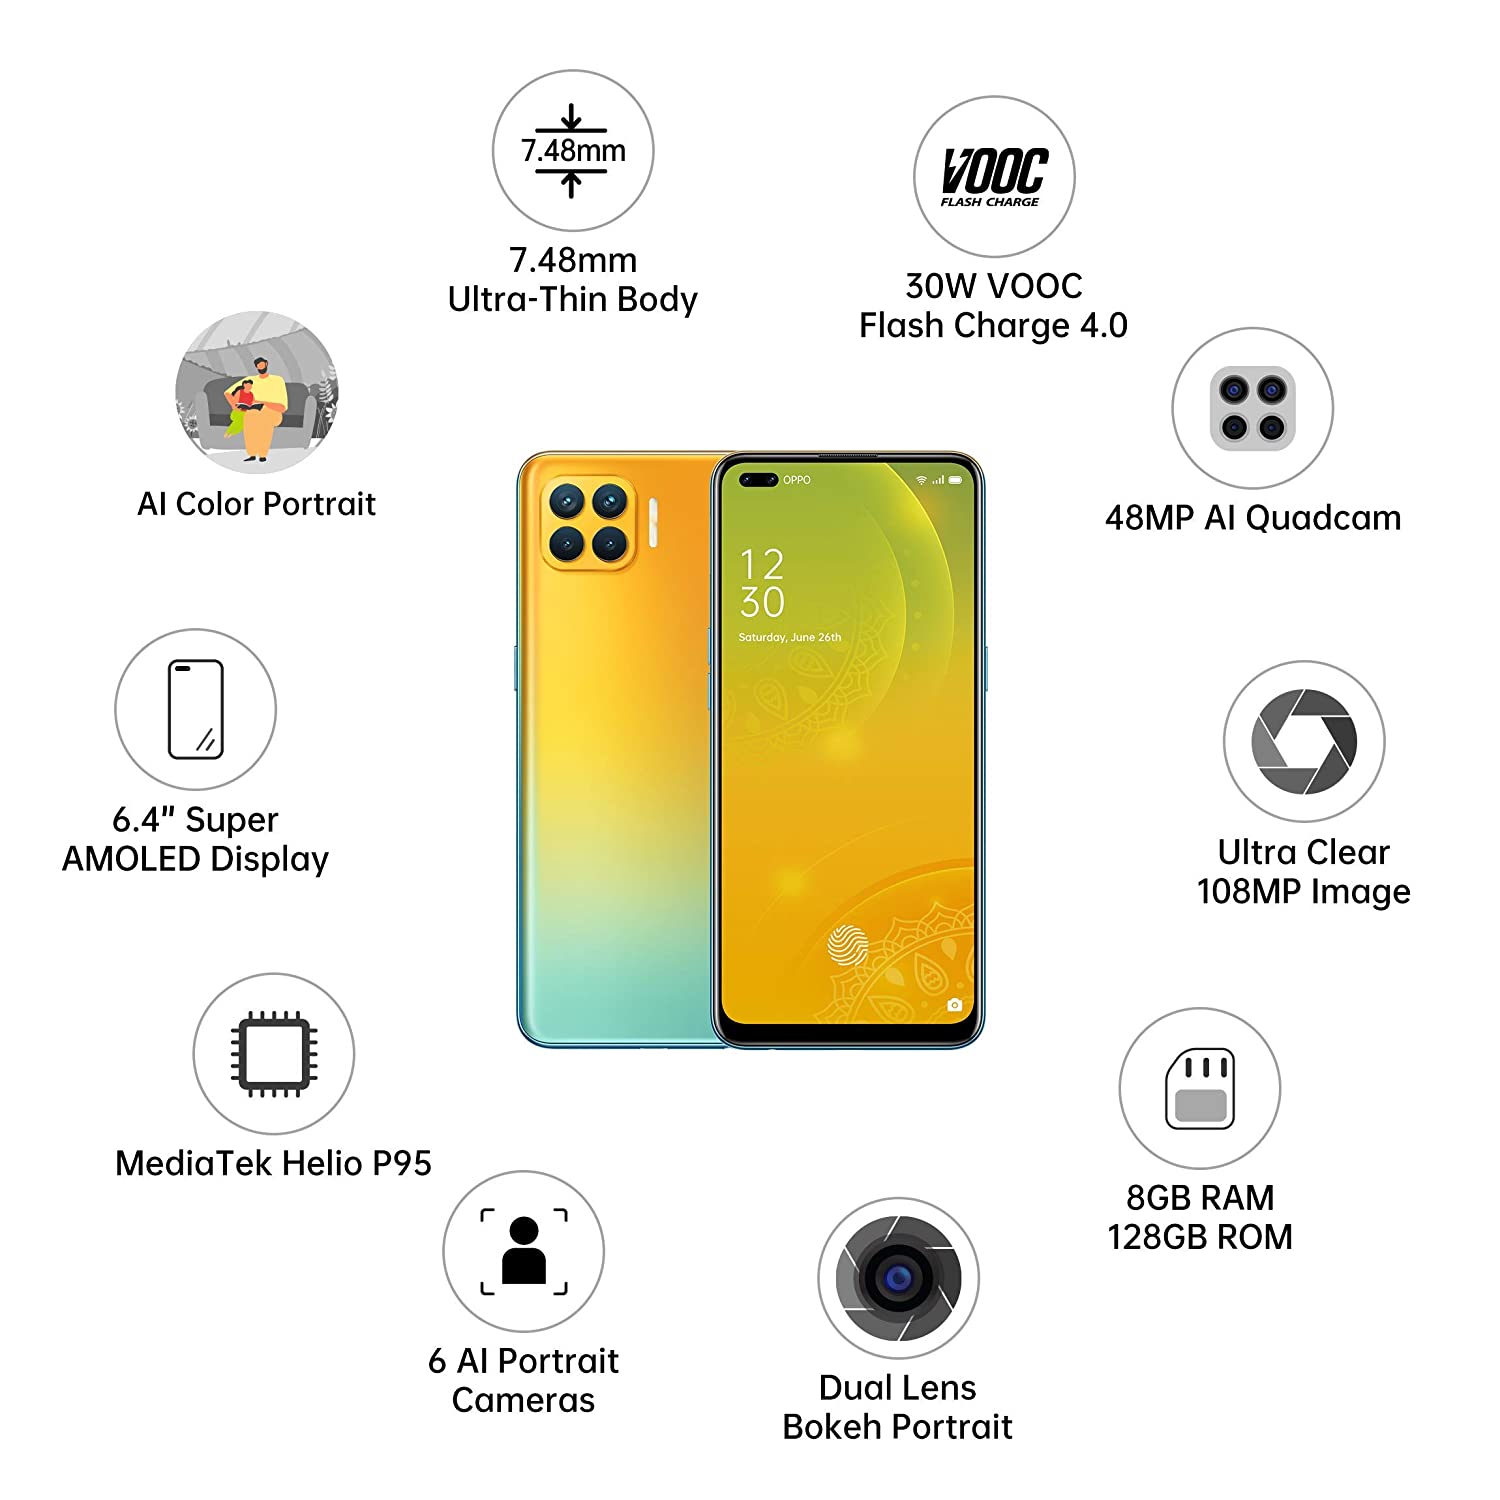 7.48mm
7.48mm
Ultra-Thin Body
VOOC
FLASH CHARGE
30W VOOC
Flash Charge 4.0
AI Color Portrait
48MP AI Quadcam
OPPO
12
30
Saturday, June 26th
6.4” Super
AMOLED Display
Ultra Clear
108MP Image
MediaTek Helio P95
8GB RAM
128GB ROM
6 AI Portrait
Cameras
Dual Lens
Bokeh Portrait